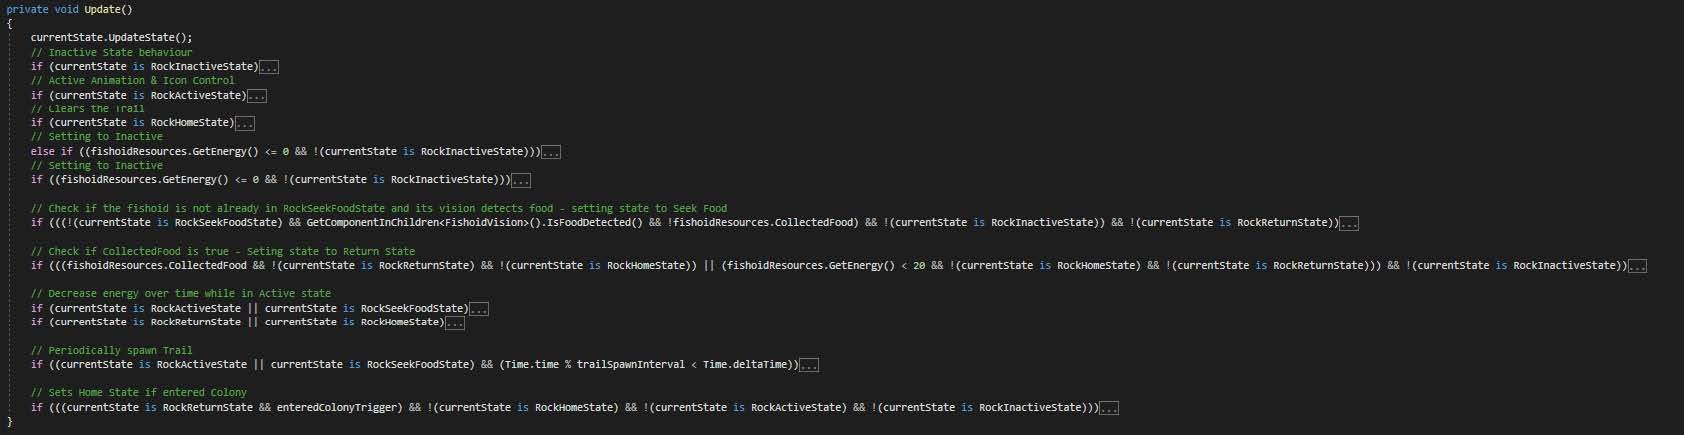 private void Update()
{
currentState.UpdateState();
// Inactive State behaviour
if (currentState is RockInactiveState)...
// Active Animation & Icon Control
if (currentState is RockActiveState)...
// Clears the Trail
if (currentState is RockHomeState)...
// Setting to Inactive
else if ((fishoidResources.GetEnergy() <= 0 && !(currentState is RockInactiveState)))...
// Setting to Inactive
if ((fishoidResources.GetEnergy() <= 0 && !(currentState is RockInactiveState)))...
// Check if the fishoid is not already in RockSeekFoodState and its vision detects food - setting state to Seek Food
if (((!(currentState is RockSeekFoodState) && GetComponentInChildren<FishoidVision>().IsFoodDetected() && !fishoidResources.CollectedFood) && !(currentState is RockInactiveState)) && !(currentState is RockReturnState))...
// Check if CollectedFood is true - Seting state to Return State
if (((fishoidResources.CollectedFood && !(currentState is RockReturnState) && !(currentState is RockHomeState)) || (fishoidResources.GetEnergy() < 20 && !(currentState is RockHomeState) && !(currentState is RockReturnState))) && !(currentState is RockInactiveState))...
// Decrease energy over time while in Active state
if (currentState is RockActiveState || currentState is RockSeekFoodState)...
if (currentState is RockReturnState || currentState is RockHomeState)...
// Periodically spawn Trail
if ((currentState is RockActiveState || currentState is RockSeekFoodState) && (Time.time % trailSpawnInterval < Time.deltaTime))...
// Sets Home State if entered Colony
if (((currentState is RockReturnState && enteredColonyTrigger) && !(currentState is RockHomeState) && !(currentState is RockActiveState) && !(currentState is RockInactiveState)))...
}